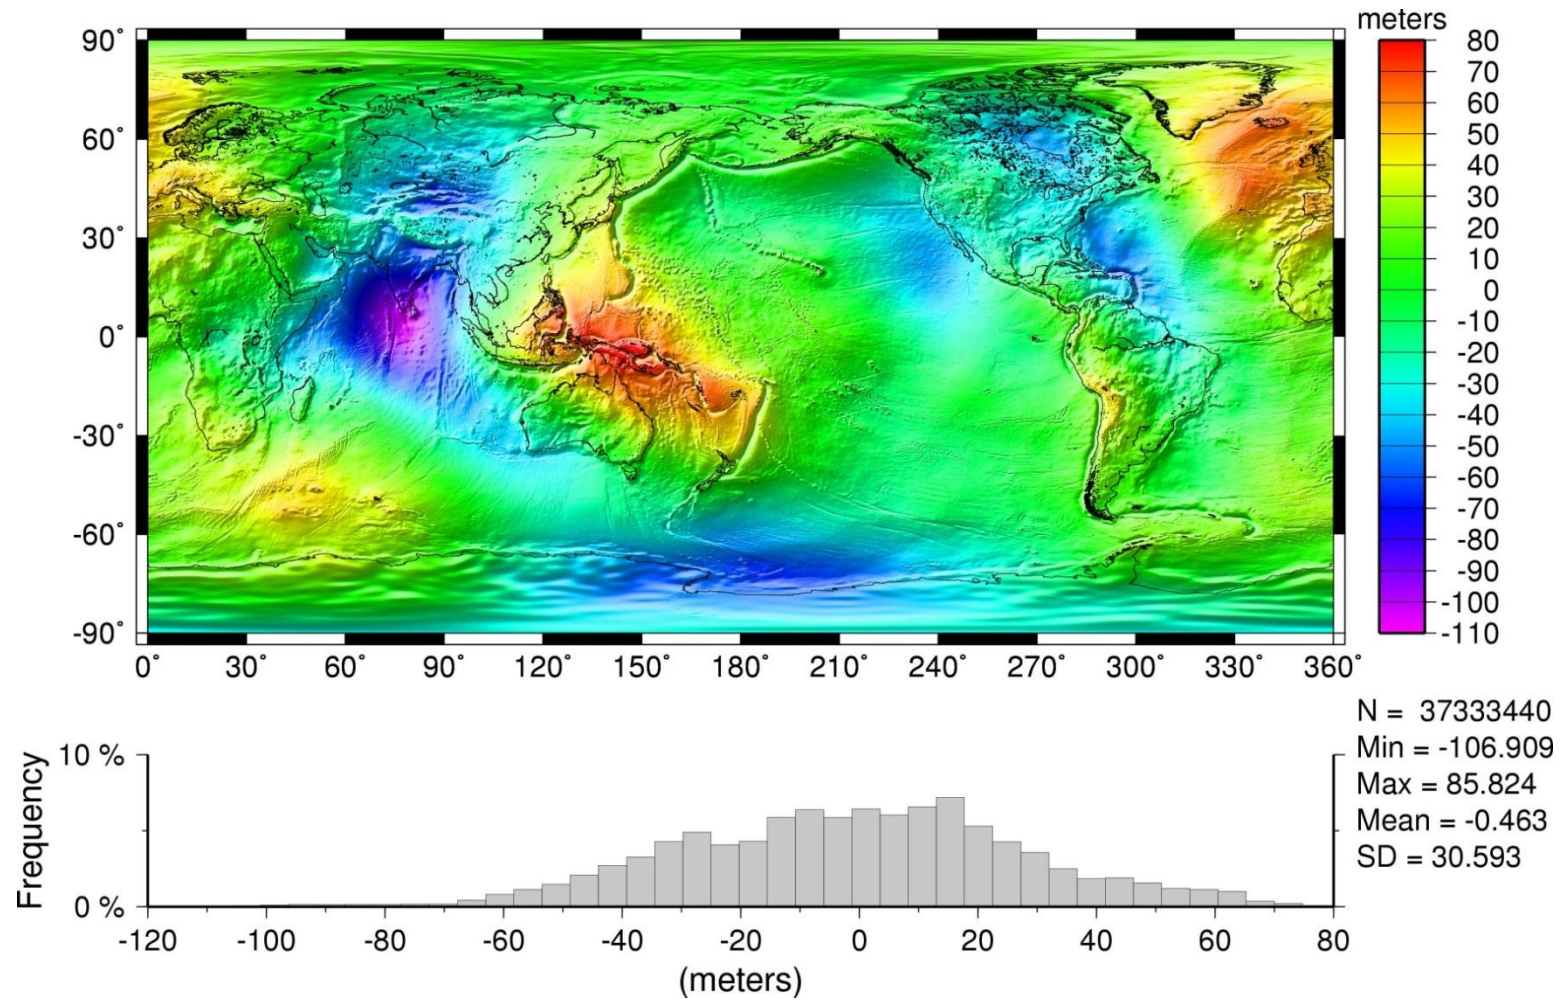 meters
90°
60°
30°
0°
-30°
-60°
-90°
0° 30° 60° 90° 120° 150° 180° 210° 240° 270° 300° 330° 360°
80
70
60
50
40
30
20
10
0
-10
-20
-30
-40
-50
-60
-70
-80
-90
-100
-110
N = 37333440
Min = -106.909
Max = 85.824
Mean = -0.463
SD = 30.593
Frequency
10 %
0 %
-120 -100 -80 -60 -40 -20 0 20 40 60 80
(meters)